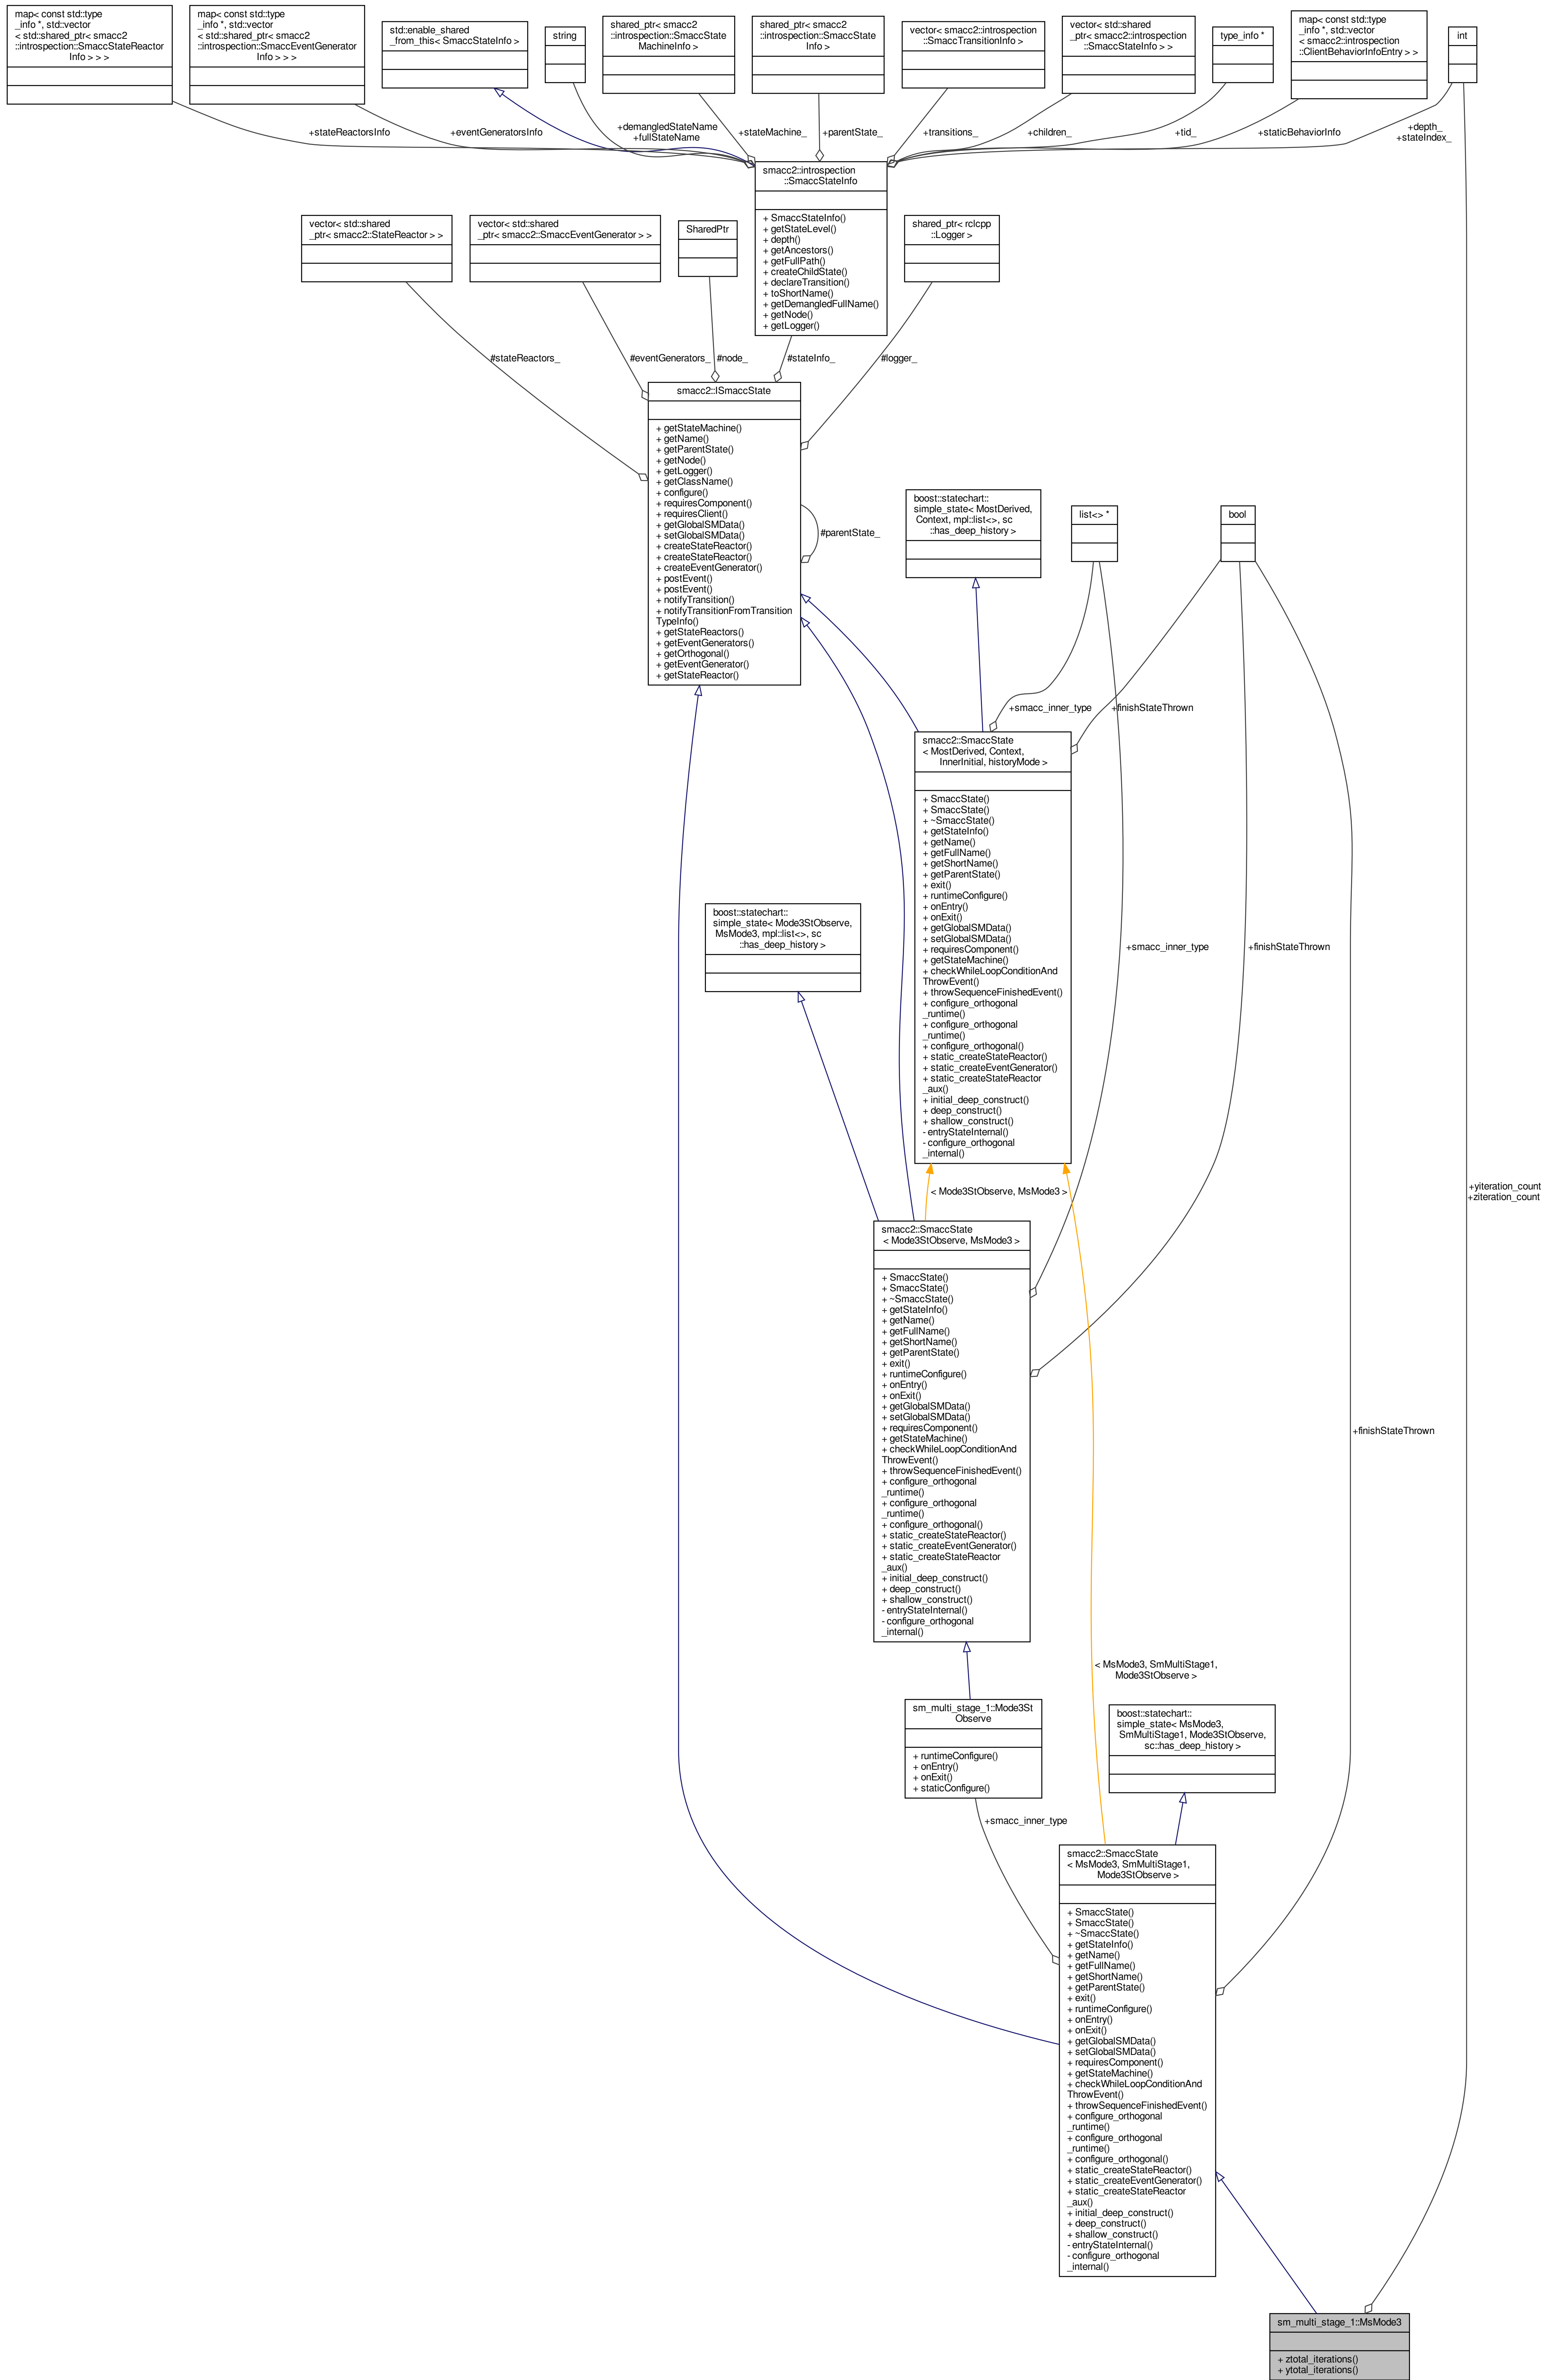 map< const std::type
_info *, std::vector
< std::shared_ptr< smacc2
::introspection::SmaccStateReactor
Info > > >
map< const std::type
_info *, std::vector
< std::shared_ptr< smacc2
::introspection::SmaccEventGenerator
Info > > >
std::enable_shared
_from_this< SmaccStateInfo >
string
shared_ptr< smacc2
::introspection::SmaccState
MachineInfo >
shared_ptr< smacc2
::introspection::SmaccState
Info >
vector< smacc2::introspection
::SmaccTransitionInfo >
vector< std::shared
_ptr< smacc2::introspection
::SmaccStateInfo > >
type_info *
map< const std::type
_info *, std::vector
< smacc2::introspection
::ClientBehaviorInfoEntry > >
int
+stateReactorsInfo
+eventGeneratorsInfo
+demangledStateName
+fullStateName
+stateMachine_
+parentState_
+transitions_
+children_
+tid_
+staticBehaviorInfo
+depth_
+stateIndex_
smacc2::introspection
::SmaccStateInfo
+ SmaccStateInfo()
+ getStateLevel()
+ depth()
+ getAncestors()
+ getFullPath()
+ createChildState()
+ declareTransition()
+ toShortName()
+ getDemangledFullName()
+ getNode()
+ getLogger()
vector< std::shared
_ptr< smacc2::StateReactor > >
vector< std::shared
_ptr< smacc2::SmaccEventGenerator > >
SharedPtr
shared_ptr< rclcpp
::Logger >
#stateReactors_
#eventGenerators_
#node_
#stateInfo_
#logger_
smacc2::ISmaccState
+ getStateMachine()
+ getName()
+ getParentState()
+ getNode()
+ getLogger()
+ getClassName()
+ configure()
+ requiresComponent()
+ requiresClient()
+ getGlobalSMData()
+ setGlobalSMData()
+ createStateReactor()
+ createStateReactor()
+ createEventGenerator()
+ postEvent()
+ postEvent()
+ notifyTransition()
+ notifyTransitionFromTransition
TypeInfo()
+ getStateReactors()
+ getEventGenerators()
+ getOrthogonal()
+ getEventGenerator()
+ getStateReactor()
#parentState_
boost::statechart::
simple_state< MostDerived,
Context, mpl::list<>, sc
::has_deep_history >
list<> *
bool
+smacc_inner_type
+finishStateThrown
smacc2::SmaccState
< MostDerived, Context,
InnerInitial, historyMode >
+ SmaccState()
+ SmaccState()
+ ~SmaccState()
+ getStateInfo()
+ getName()
+ getFullName()
+ getShortName()
+ getParentState()
+ exit()
+ runtimeConfigure()
+ onEntry()
+ onExit()
+ getGlobalSMData()
+ setGlobalSMData()
+ requiresComponent()
+ getStateMachine()
+ checkWhileLoopConditionAnd
ThrowEvent()
+ throwSequenceFinishedEvent()
+ configure_orthogonal
_runtime()
+ configure_orthogonal
_runtime()
+ configure_orthogonal()
+ static_createStateReactor()
+ static_createEventGenerator()
+ static_createStateReactor
_aux()
+ initial_deep_construct()
+ deep_construct()
+ shallow_construct()
- entryStateInternal()
- configure_orthogonal
_internal()
boost::statechart::
simple_state< Mode3StObserve,
MsMode3, mpl::list<>, sc
::has_deep_history >
+smacc_inner_type
+finishStateThrown
< Mode3StObserve, MsMode3 >
+yiteration_count
+ziteration_count
smacc2::SmaccState
< Mode3StObserve, MsMode3 >
+ SmaccState()
+ SmaccState()
+ ~SmaccState()
+ getStateInfo()
+ getName()
+ getFullName()
+ getShortName()
+ getParentState()
+ exit()
+ runtimeConfigure()
+ onEntry()
+ onExit()
+ getGlobalSMData()
+ setGlobalSMData()
+ requiresComponent()
+ getStateMachine()
+ checkWhileLoopConditionAnd
ThrowEvent()
+ throwSequenceFinishedEvent()
+ configure_orthogonal
_runtime()
+ configure_orthogonal
_runtime()
+ configure_orthogonal()
+ static_createStateReactor()
+ static_createEventGenerator()
+ static_createStateReactor
_aux()
+ initial_deep_construct()
+ deep_construct()
+ shallow_construct()
- entryStateInternal()
- configure_orthogonal
_internal()
+finishStateThrown
< MsMode3, SmMultiStage1,
Mode3StObserve >
sm_multi_stage_1::Mode3St
Observe
+ runtimeConfigure()
+ onEntry()
+ onExit()
+ staticConfigure()
boost::statechart::
simple_state< MsMode3,
SmMultiStage1, Mode3StObserve,
sc::has_deep_history >
+smacc_inner_type
smacc2::SmaccState
< MsMode3, SmMultiStage1,
Mode3StObserve >
+ SmaccState()
+ SmaccState()
+ ~SmaccState()
+ getStateInfo()
+ getName()
+ getFullName()
+ getShortName()
+ getParentState()
+ exit()
+ runtimeConfigure()
+ onEntry()
+ onExit()
+ getGlobalSMData()
+ setGlobalSMData()
+ requiresComponent()
+ getStateMachine()
+ checkWhileLoopConditionAnd
ThrowEvent()
+ throwSequenceFinishedEvent()
+ configure_orthogonal
_runtime()
+ configure_orthogonal
_runtime()
+ configure_orthogonal()
+ static_createStateReactor()
+ static_createEventGenerator()
+ static_createStateReactor
_aux()
+ initial_deep_construct()
+ deep_construct()
+ shallow_construct()
- entryStateInternal()
- configure_orthogonal
_internal()
sm_multi_stage_1::MsMode3
+ ztotal_iterations()
+ ytotal_iterations()